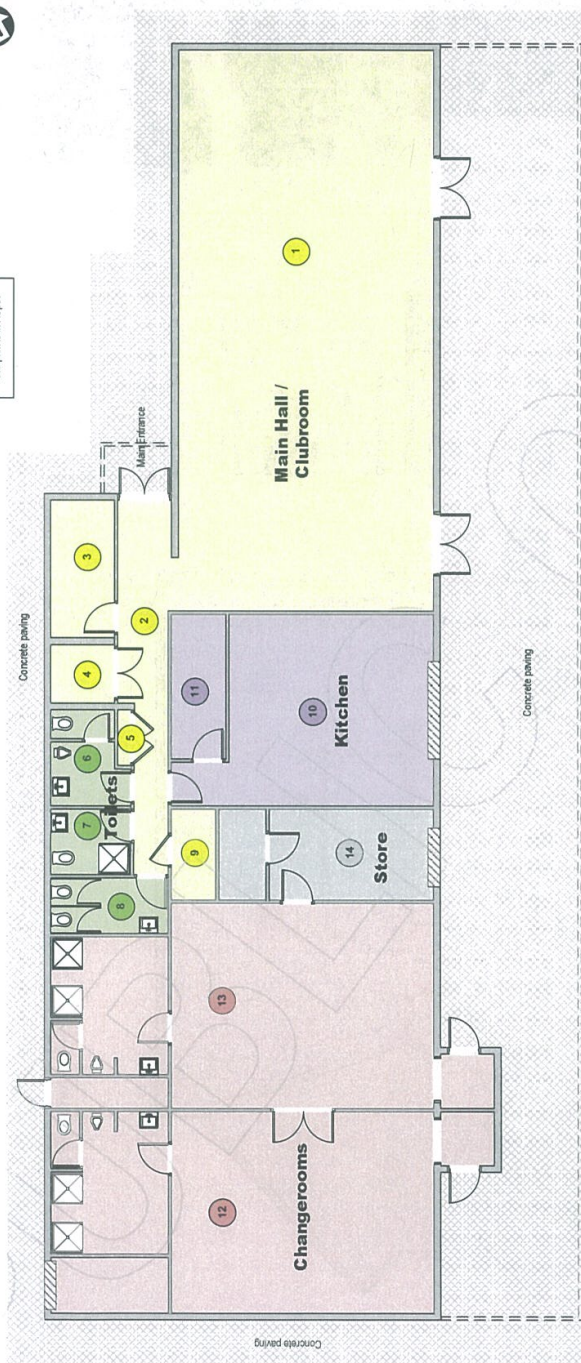 Concrete paving
Main Entrance
1
Main Hall /
Clubroom
2
3
4
5
6
7
8
Toilets
9
10
Kitchen
11
14
Store
13
12
Changerooms
Concrete paving
Concrete paving